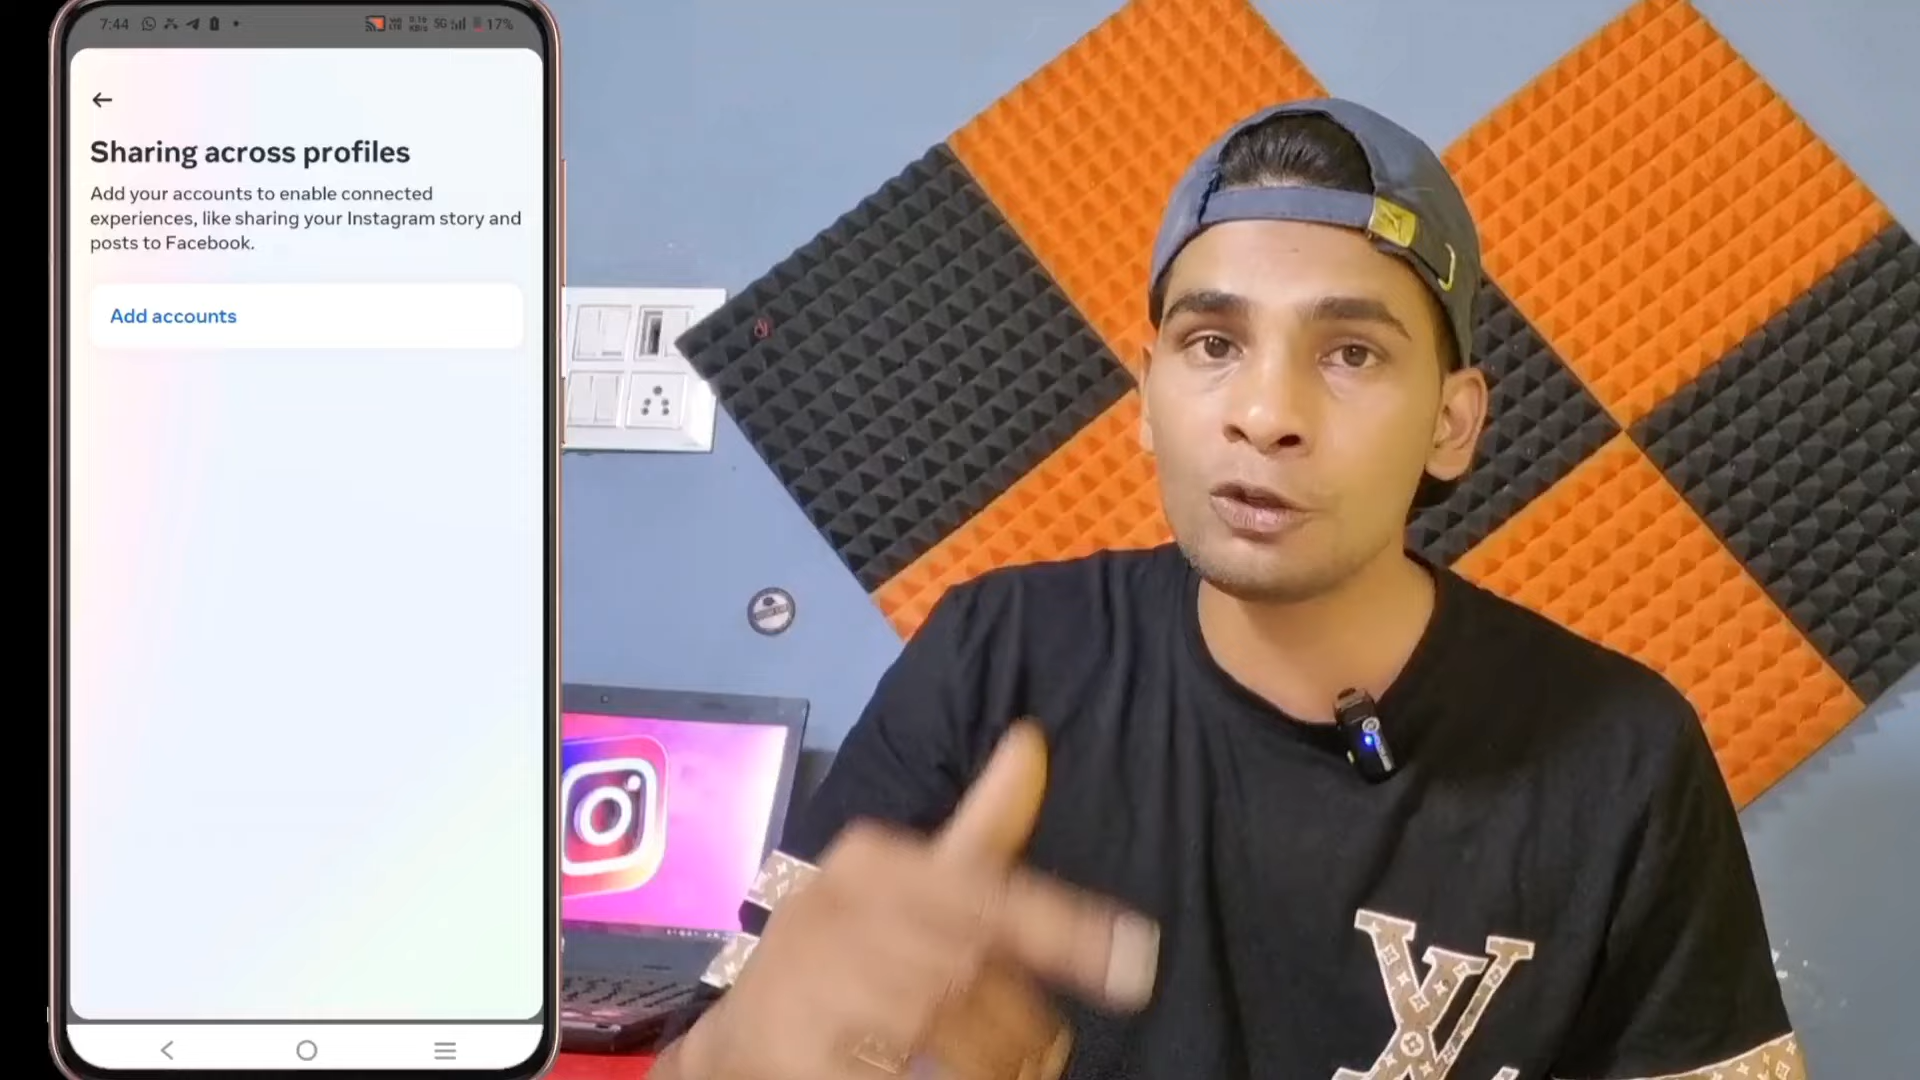 7:44
5G
17%
Sharing across profiles
Add your accounts to enable connected
experiences, like sharing your Instagram story and
posts to Facebook.
Add accounts